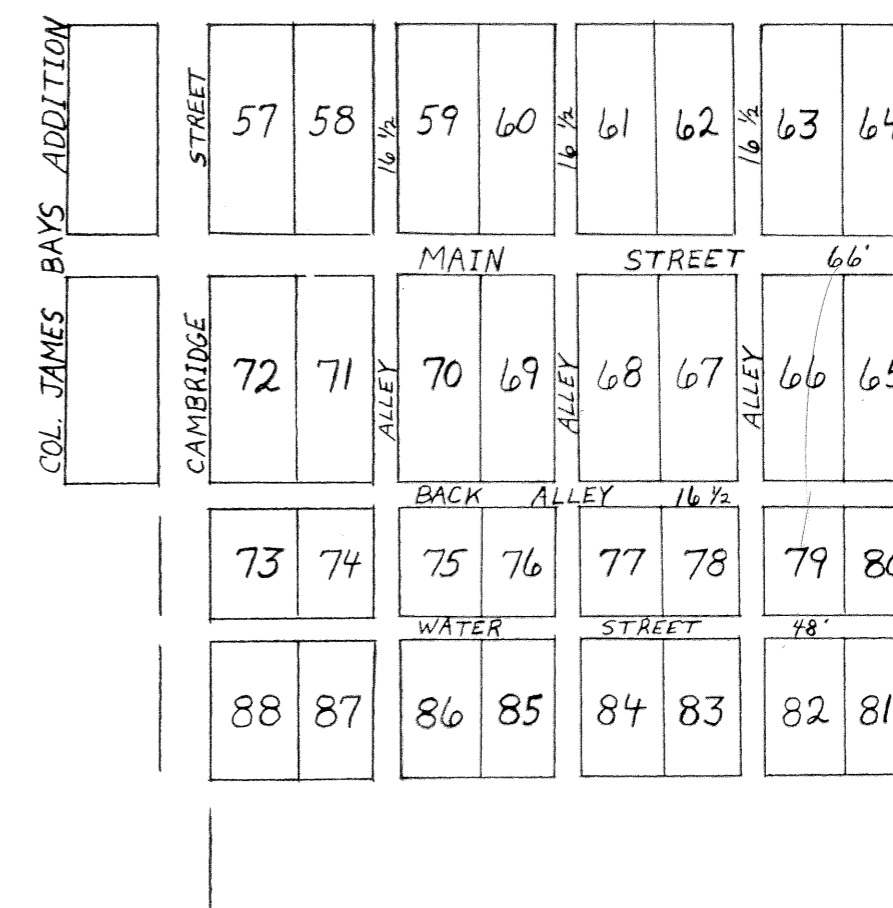 COL. JAMES BAYS ADDITION
CAMBRIDGE STREET
57 58 16 ½ 59 60 16 ½ 61 62 16 ½ 63 64
MAIN STREET 66'
72 71 ALLEY 70 69 ALLEY 68 67 ALLEY 66 65
BACK ALLEY 16 ½
73 74 75 76 77 78 79 80
WATER STREET 48'
88 87 86 85 84 83 82 81